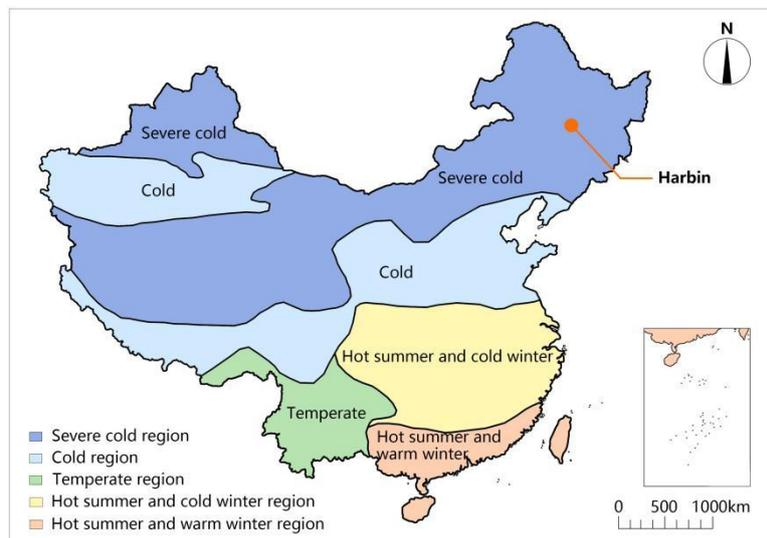 N
Severe cold
Harbin
Severe cold
Cold
Cold
Hot summer and cold winter
Temperate
Hot summer and
warm winter
Severe cold region
Cold region
Temperate region
Hot summer and cold winter region
Hot summer and warm winter region
0 500 1000km